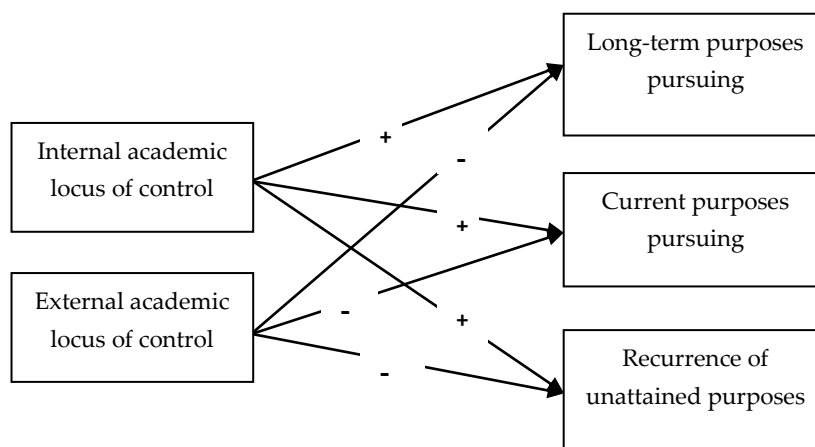 Long-term purposes
pursuing
+
Internal academic
locus of control
-
Current purposes
pursuing
+
External academic
locus of control
-
+
Recurrence of
unattained purposes
-